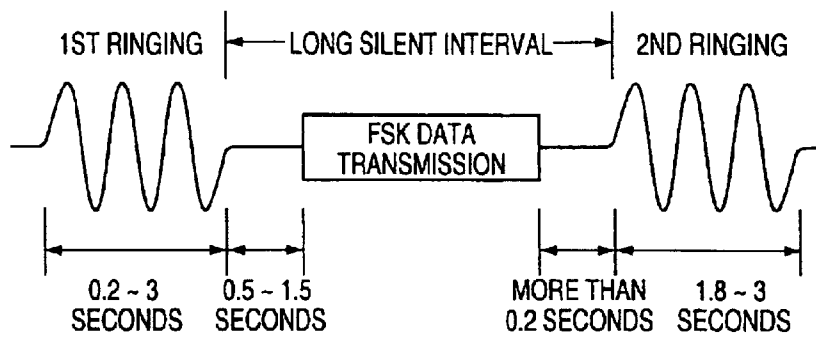 1ST RINGING
LONG SILENT INTERVAL
2ND RINGING
FSK DATA
TRANSMISSION
0.2 ~ 3
SECONDS
0.5 ~ 1.5
SECONDS
MORE THAN
0.2 SECONDS
1.8 ~ 3
SECONDS